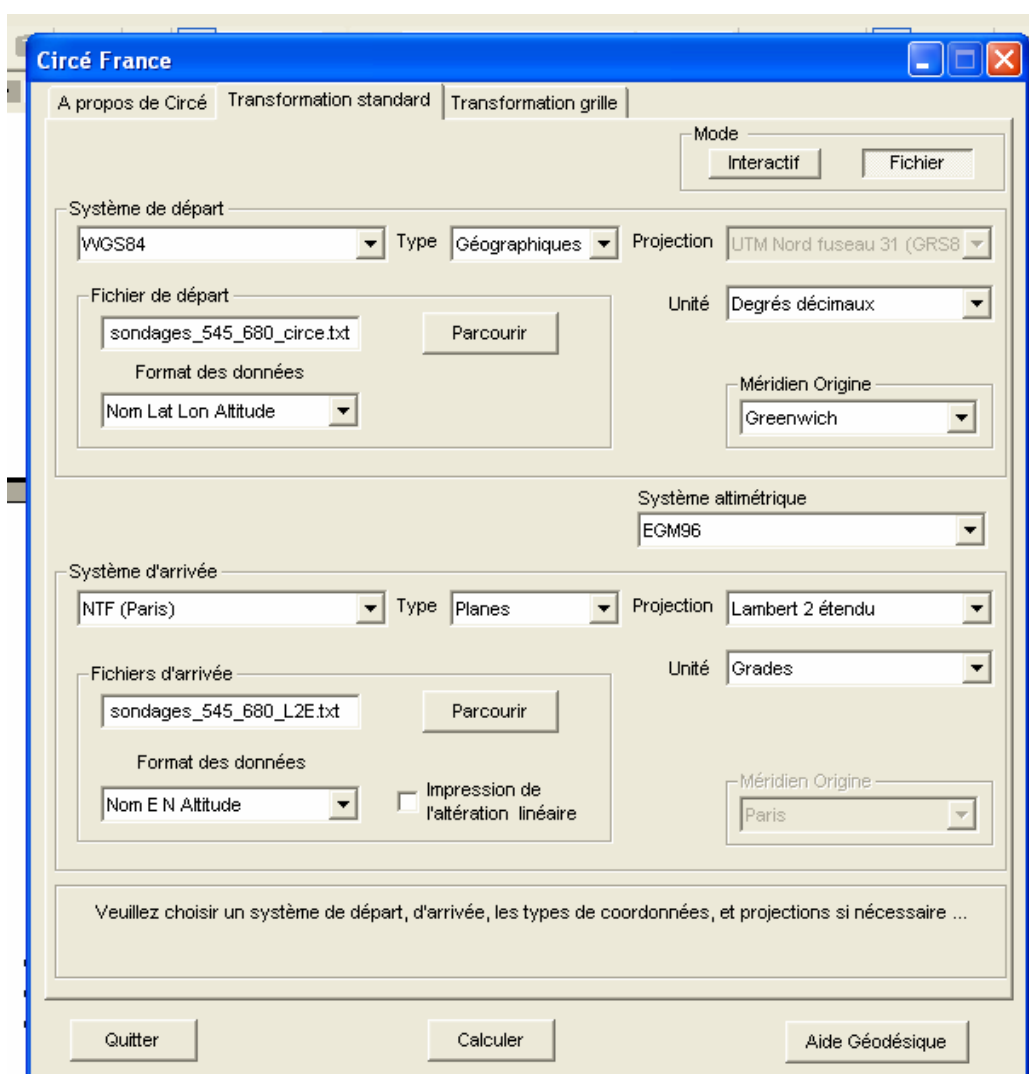 Circé France
A propos de Circé
Transformation standard
Transformation grille
Mode
Interactif
Fichier
Système de départ
WGS84
Type
Géographiques
Projection
UTM Nord fuseau 31 (GRS8
Fichier de départ
sondages_545_680_circe.txt
Parcourir
Unité
Degrés décimaux
Format des données
Nom Lat Lon Altitude
Méridien Origine
Greenwich
Système altimétrique
EGM96
Système d'arrivée
NTF (Paris)
Type
Planes
Projection
Lambert 2 étendu
Fichiers d'arrivée
sondages_545_680_L2E.txt
Parcourir
Unité
Grades
Format des données
Nom E N Altitude
Impression de
l'altération linéaire
Méridien Origine
Paris
Veuillez choisir un système de départ, d'arrivée, les types de coordonnées, et projections si nécessaire ...
Quitter
Calculer
Aide Géodésique